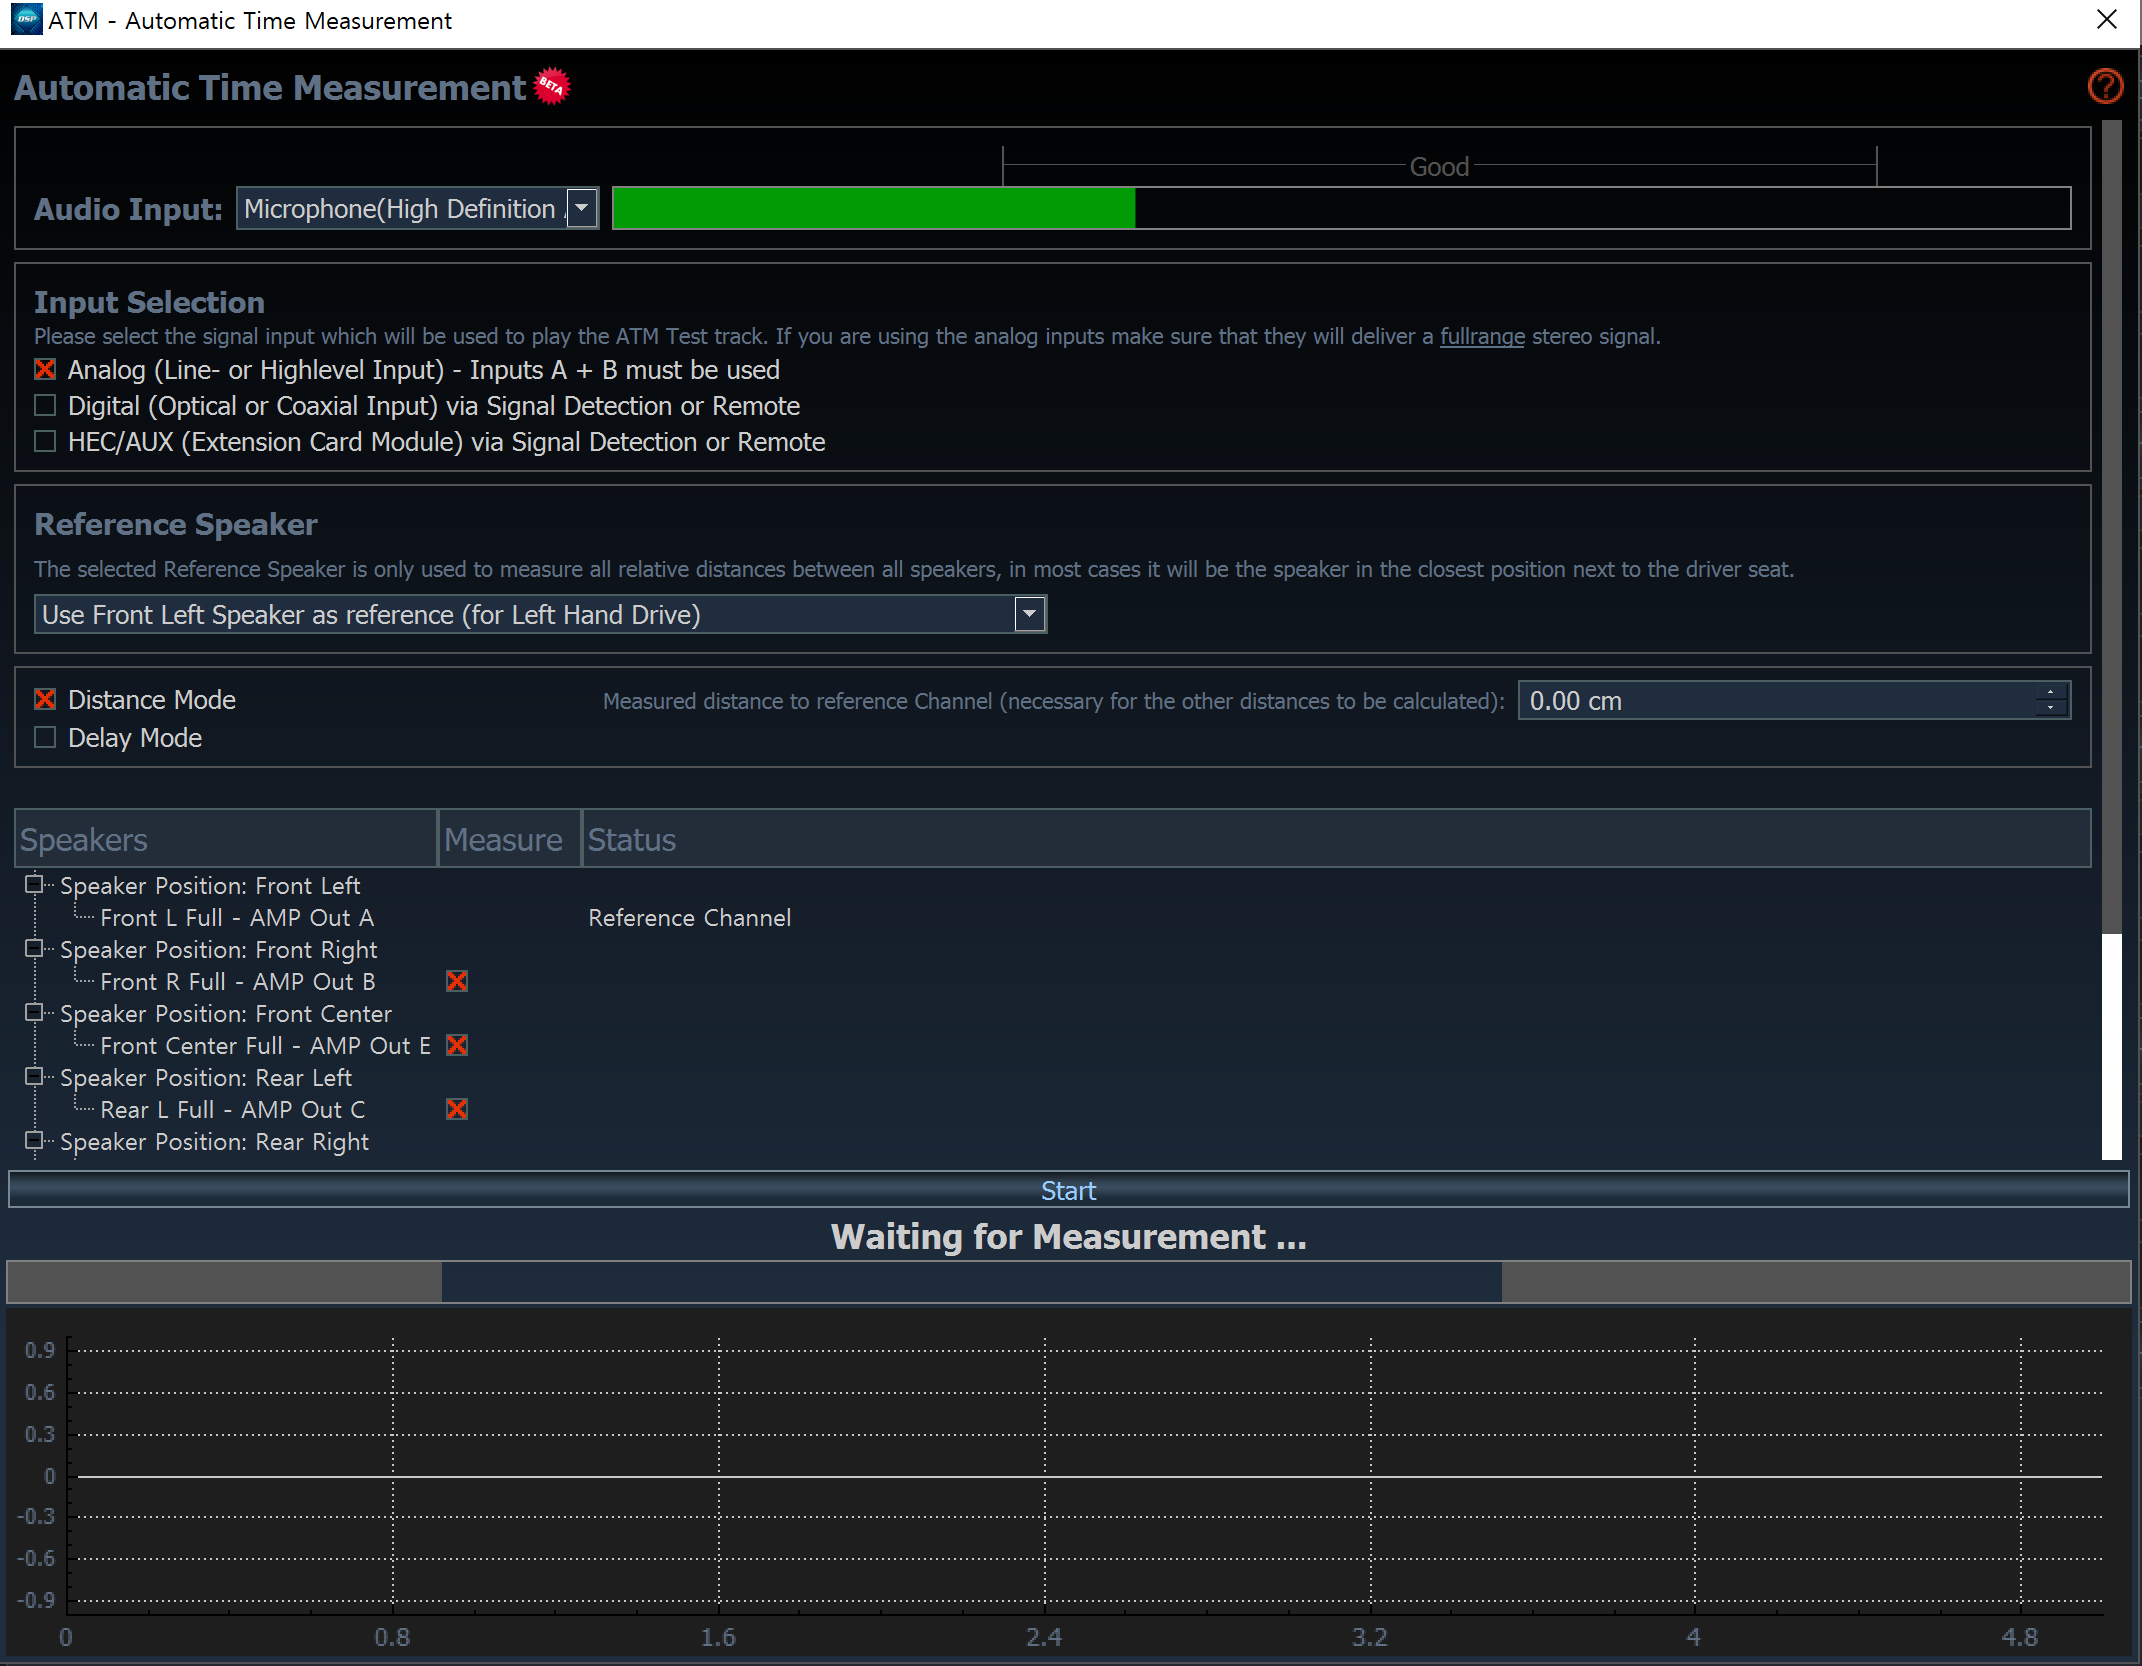 DSP ATM - Automatic Time Measurement
Automatic Time Measurement BETA
?
Good
Audio Input: Microphone(High Definition
Input Selection
Please select the signal input which will be used to play the ATM Test track. If you are using the analog inputs make sure that they will deliver a fullrange stereo signal.
Analog (Line- or Highlevel Input) - Inputs A + B must be used
Digital (Optical or Coaxial Input) via Signal Detection or Remote
HEC/AUX (Extension Card Module) via Signal Detection or Remote
Reference Speaker
The selected Reference Speaker is only used to measure all relative distances between all speakers, in most cases it will be the speaker in the closest position next to the driver seat.
Use Front Left Speaker as reference (for Left Hand Drive)
Distance Mode Measured distance to reference Channel (necessary for the other distances to be calculated): 0.00 cm
Delay Mode
Speakers Measure Status
Speaker Position: Front Left
Front L Full - AMP Out A Reference Channel
Speaker Position: Front Right
Front R Full - AMP Out B
Speaker Position: Front Center
Front Center Full - AMP Out E
Speaker Position: Rear Left
Rear L Full - AMP Out C
Speaker Position: Rear Right
Start
Waiting for Measurement ...
0.9
0.6
0.3
0
-0.3
-0.6
-0.9
0 0.8 1.6 2.4 3.2 4 4.8